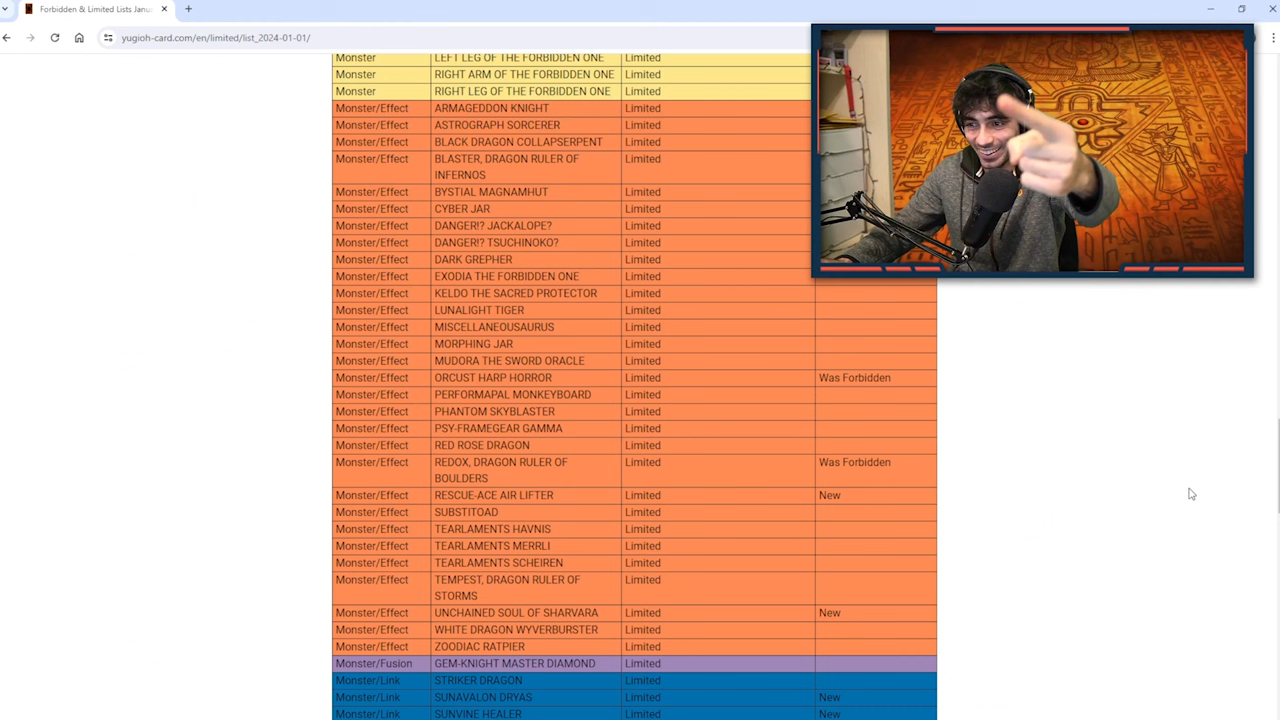 Forbidden & Limited Lists Yugioh
yugioh-card.com/en/limited/list_2024-01-01/
Monster LEFT LEG OF THE FORBIDDEN ONE Limited
Monster RIGHT ARM OF THE FORBIDDEN ONE Limited
Monster RIGHT LEG OF THE FORBIDDEN ONE Limited
Monster/Effect ARMAGEDDON KNIGHT Limited
Monster/Effect ASTROGRAPH SORCERER Limited
Monster/Effect BLACK DRAGON COLLAPSERPENT Limited
Monster/Effect BLASTER, DRAGON RULER OF Limited
INFERNOS
Monster/Effect BYSTIAL MAGNAMHUT Limited
Monster/Effect CYBER JAR Limited
Monster/Effect DANGER!? JACKALOPE? Limited
Monster/Effect DANGER!? TSUCHINOKO? Limited
Monster/Effect DARK GREPHER Limited
Monster/Effect EXODIA THE FORBIDDEN ONE Limited
Monster/Effect KELDO THE SACRED PROTECTOR Limited
Monster/Effect LUNALIGHT TIGER Limited
Monster/Effect MISCELLANEOUSAURUS Limited
Monster/Effect MORPHING JAR Limited
Monster/Effect MUDORA THE SWORD ORACLE Limited
Monster/Effect ORCUST HARP HORROR Limited Was Forbidden
Monster/Effect PERFORMAPAL MONKEYBOARD Limited
Monster/Effect PHANTOM SKYBLASTER Limited
Monster/Effect PSY-FRAMEGEAR GAMMA Limited
Monster/Effect RED ROSE DRAGON Limited
Monster/Effect REDOX, DRAGON RULER OF Limited Was Forbidden
BOULDERS
Monster/Effect RESCUE-ACE AIR LIFTER Limited New
Monster/Effect SUBSTITOAD Limited
Monster/Effect TEARLAMENTS HAVNIS Limited
Monster/Effect TEARLAMENTS MERRLI Limited
Monster/Effect TEARLAMENTS SCHEIREN Limited
Monster/Effect TEMPEST, DRAGON RULER OF Limited
STORMS
Monster/Effect UNCHAINED SOUL OF SHARVARA Limited New
Monster/Effect WHITE DRAGON WYVERBURSTER Limited
Monster/Effect ZOODIAC RATPIER Limited
Monster/Fusion GEM-KNIGHT MASTER DIAMOND Limited
Monster/Link STRIKER DRAGON Limited
Monster/Link SUNAVALON DRYAS Limited New
Monster/Link SUNVINE HEALER Limited New